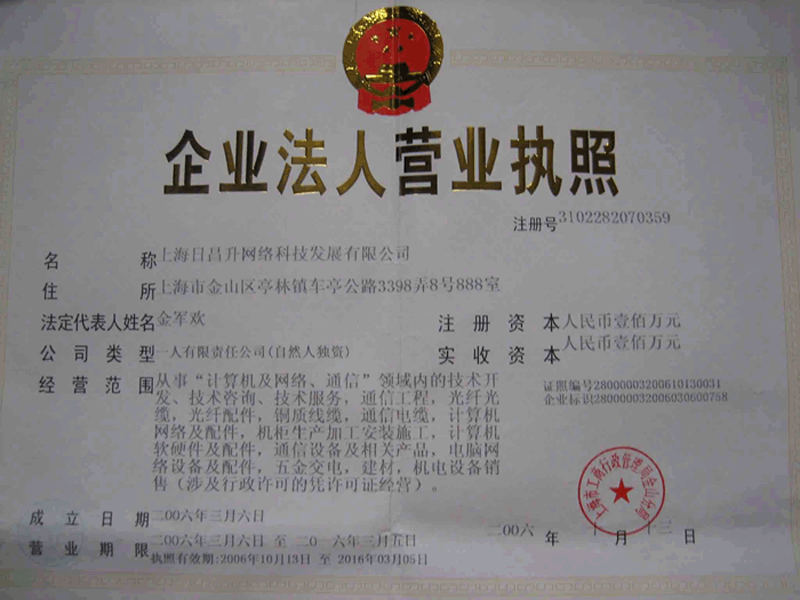 企业法人营业执照
注册号3102282070359
名称上海日昌升网络科技发展有限公司
住所上海市金山区亭林镇车亭公路3398弄8号888室
法定代表人姓名金军欢
注册资本人民币壹佰万元
公司类型一人有限责任公司(自然人独资)
实收资本人民币壹佰万元
经营范围从事“计算机及网络、通信”领域内的技术开
发、技术咨询、技术服务，通信工程，光纤光
缆，光纤配件，铜质线缆，通信电缆，计算机
网络及配件，机柜生产加工安装施工，计算机
软硬件及配件，通信设备及相关产品，电脑网
络设备及配件，五金交电，建材，机电设备销
售（涉及行政许可的凭许可证经营）。
证照编号28000003200610130031
企业标识28000003200603060075​8
上海市工商行政管理局金山分局
成立日期二00六年三月六日
营业期限二00六年三月六日 至 二0一六年三月五日
执照有效期:2006年10月13日 至 2016年03月05日
二00六年 月十三日